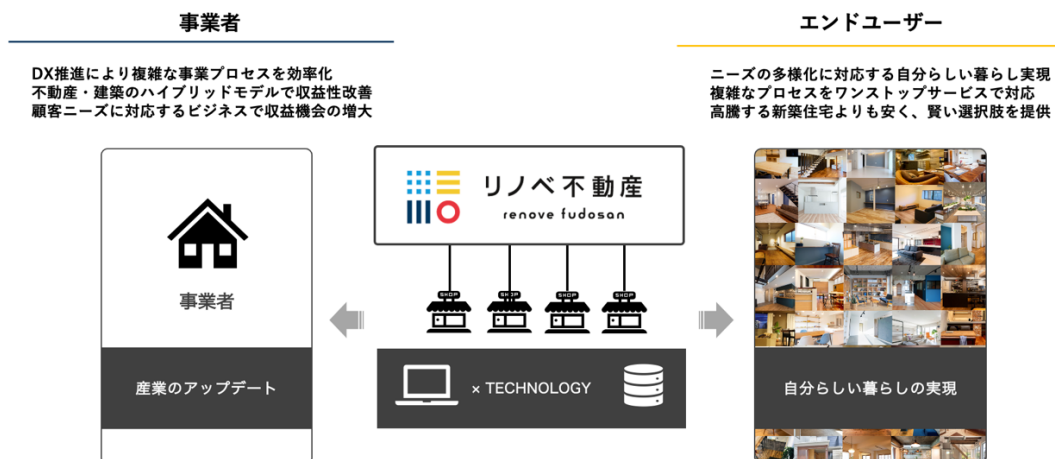 事業者
DX推進により複雑な事業プロセスを効率化
不動産・建築のハイブリッドモデルで収益性改善
顧客ニーズに対応するビジネスで収益機会の増大
事業者
産業のアップデート
リノベ不動産
renove fudosan
SHOP SHOP SHOP SHOP
× TECHNOLOGY
エンドユーザー
ニーズの多様化に対応する自分らしい暮らし実現
複雑なプロセスをワンストップサービスで対応
高騰する新築住宅よりも安く、賢い選択肢を提供
自分らしい暮らしの実現